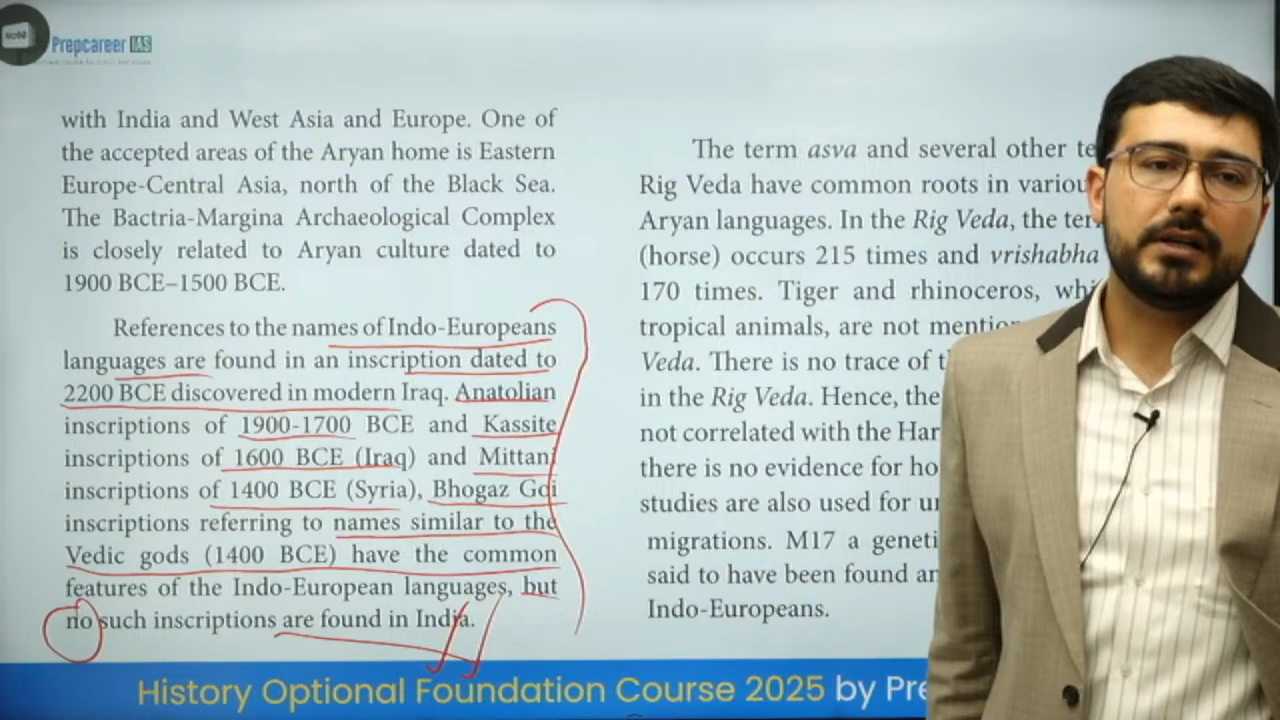 Prepcareer IAS
with India and West Asia and Europe. One of
the accepted areas of the Aryan home is Eastern
Europe-Central Asia, north of the Black Sea.
The Bactria-Margina Archaeological Complex
is closely related to Aryan culture dated to
1900 BCE–1500 BCE.
References to the names of Indo-Europeans
languages are found in an inscription dated to
2200 BCE discovered in modern Iraq. Anatolian
inscriptions of 1900-1700 BCE and Kassite
inscriptions of 1600 BCE (Iraq) and Mittani
inscriptions of 1400 BCE (Syria), Bhogaz Goi
inscriptions referring to names similar to the
Vedic gods (1400 BCE) have the common
features of the Indo-European languages, but
no such inscriptions are found in India.
The term asva and several other
Rig Veda have common roots in
Aryan languages. In the Rig Veda, the
(horse) occurs 215 times and vrishabha
170 times. Tiger and rhinoceros,
tropical animals, are not
Veda. There is no trace of
in the Rig Veda. Hence, the
not correlated with the
there is no evidence for
studies are also used for
migrations. M17 a
said to have been found
Indo-Europeans.
History Optional Foundation Course 2025 by